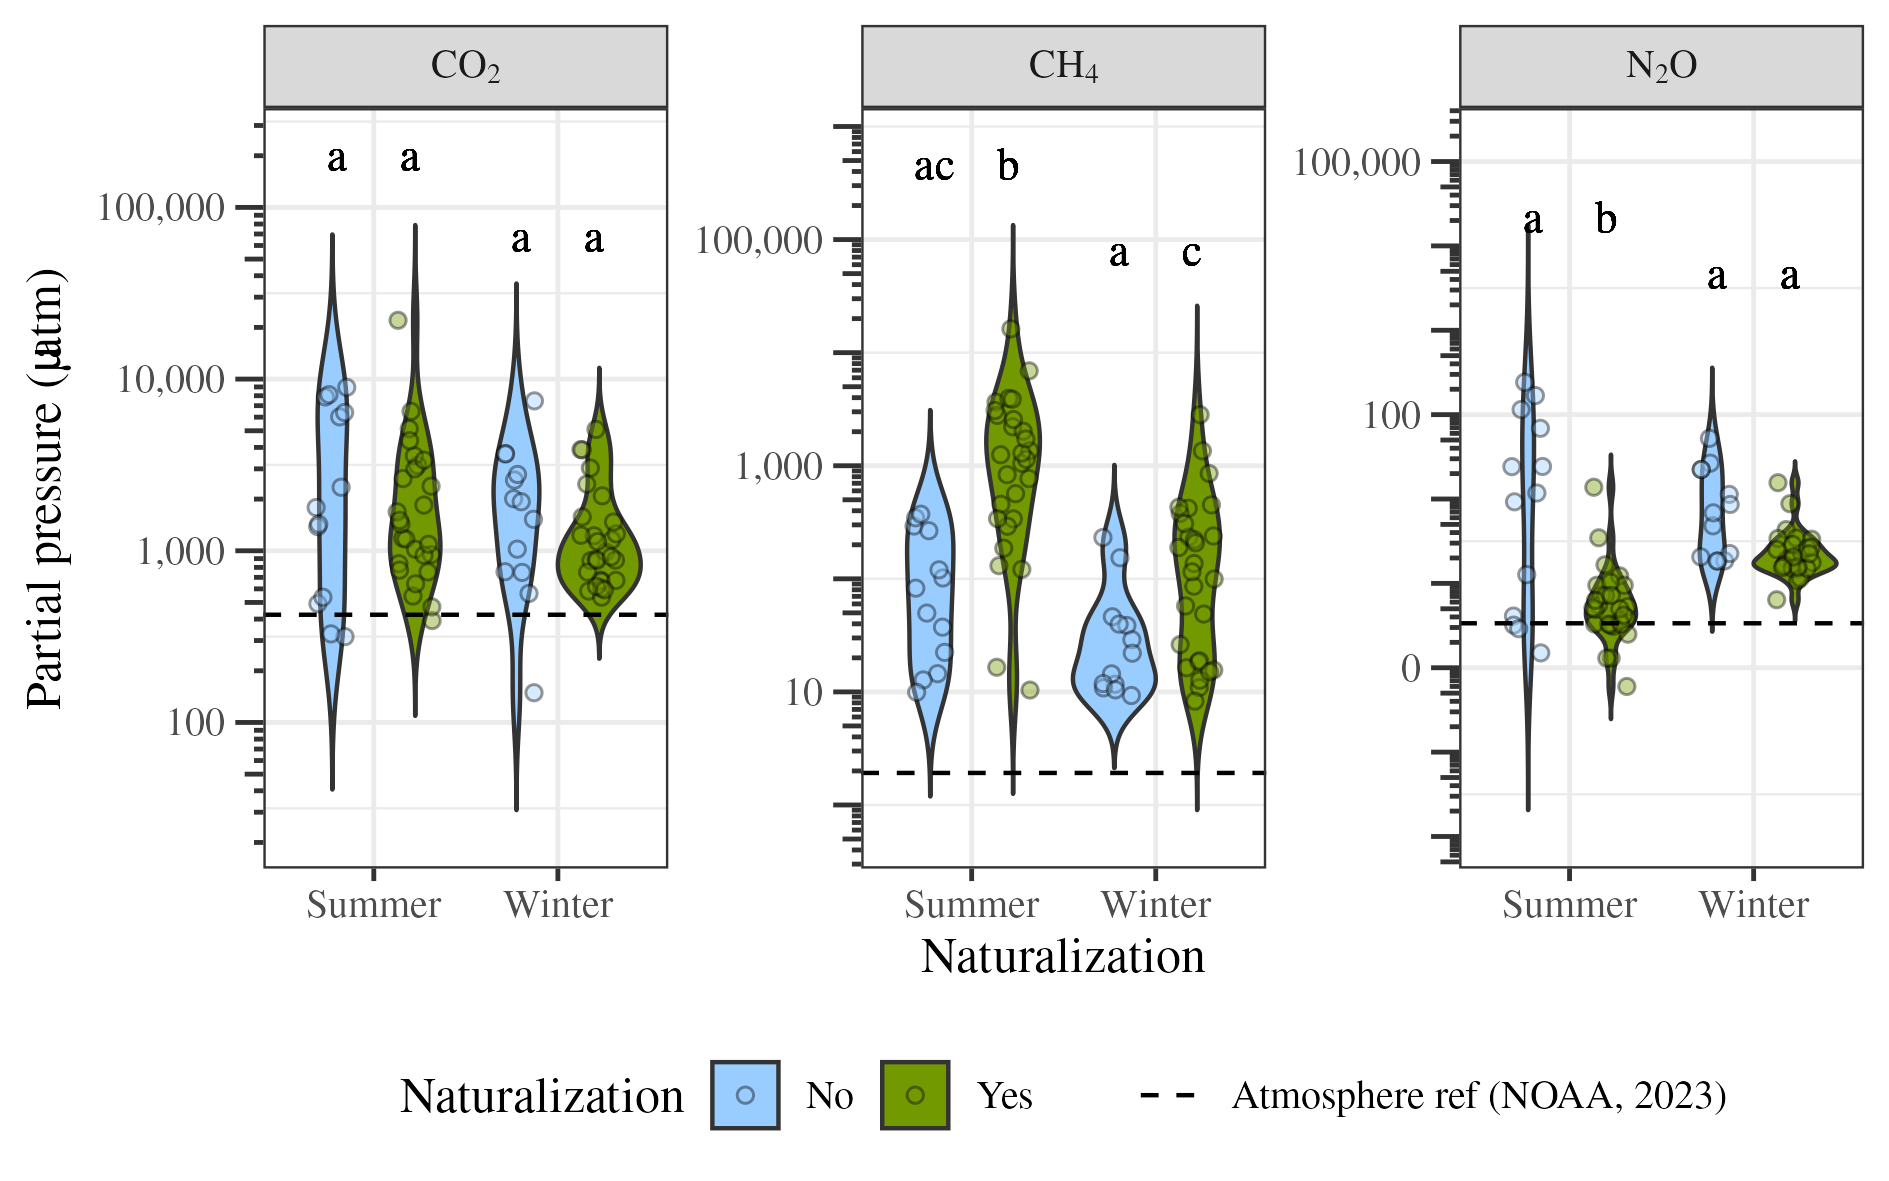 CO₂ CH₄ N₂O
a a ac b a b
a a a c a a
Partial pressure (µatm)
100,000
10,000
1,000
100
100,000
1,000
10
100,000
100
0
Summer Winter Summer Winter Summer Winter
Naturalization
Naturalization No Yes Atmosphere ref (NOAA, 2023)